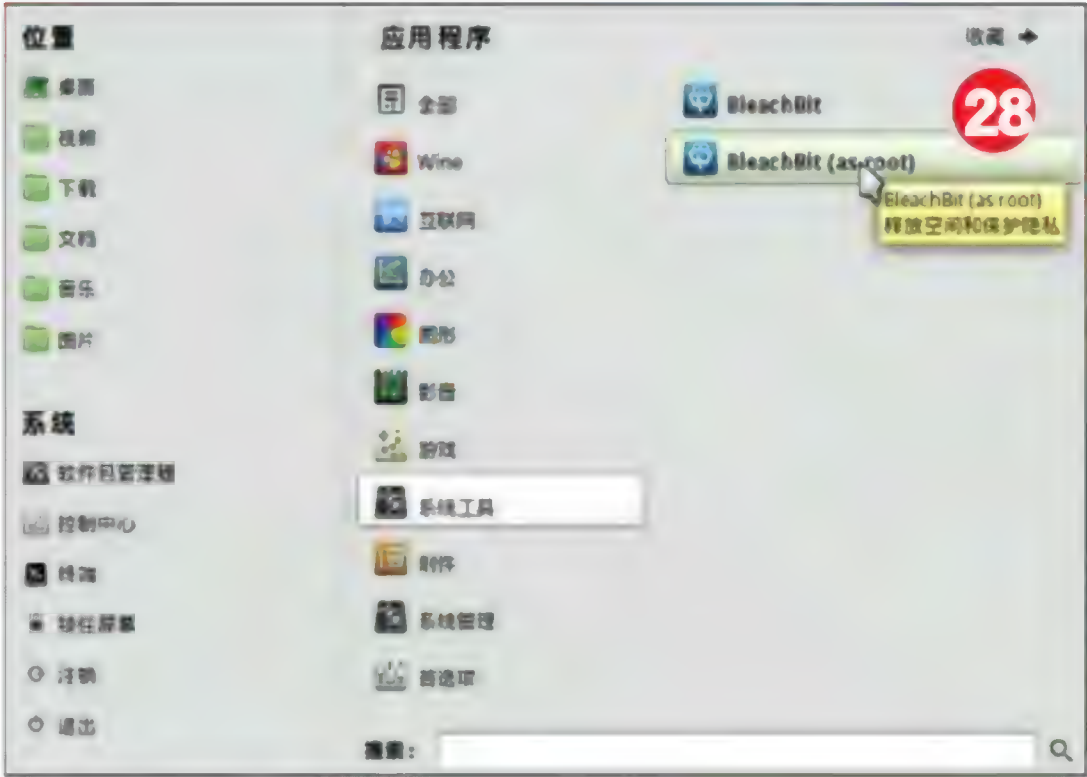 位置
桌面
视频
下载
文档
音乐
图片
系统
软件包管理器
控制中心
终端
锁住屏幕
注销
退出
应用程序
全部
Wine
互联网
办公
图形
影音
游戏
系统工具
附件
系统管理
首选项
搜索：
收藏
28
BleachBit
BleachBit (as root)
BleachBit (as root)
释放空间和保护隐私